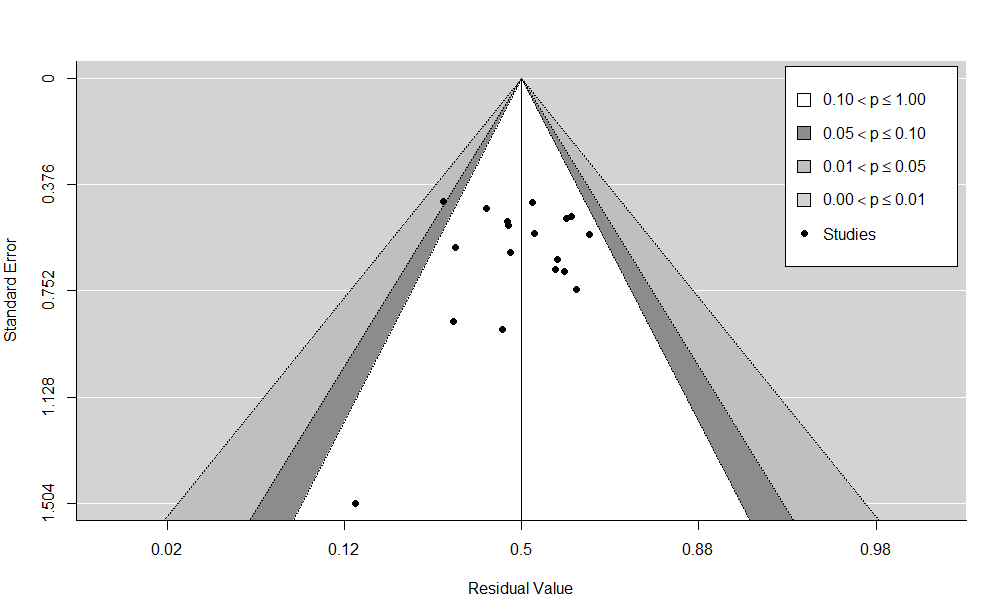 0.10 < p ≤ 1.00
0.05 < p ≤ 0.10
0.01 < p ≤ 0.05
0.00 < p ≤ 0.01
Studies
Standard Error
0
0.376
0.752
1.128
1.504
0.02
0.12
0.5
0.88
0.98
Residual Value